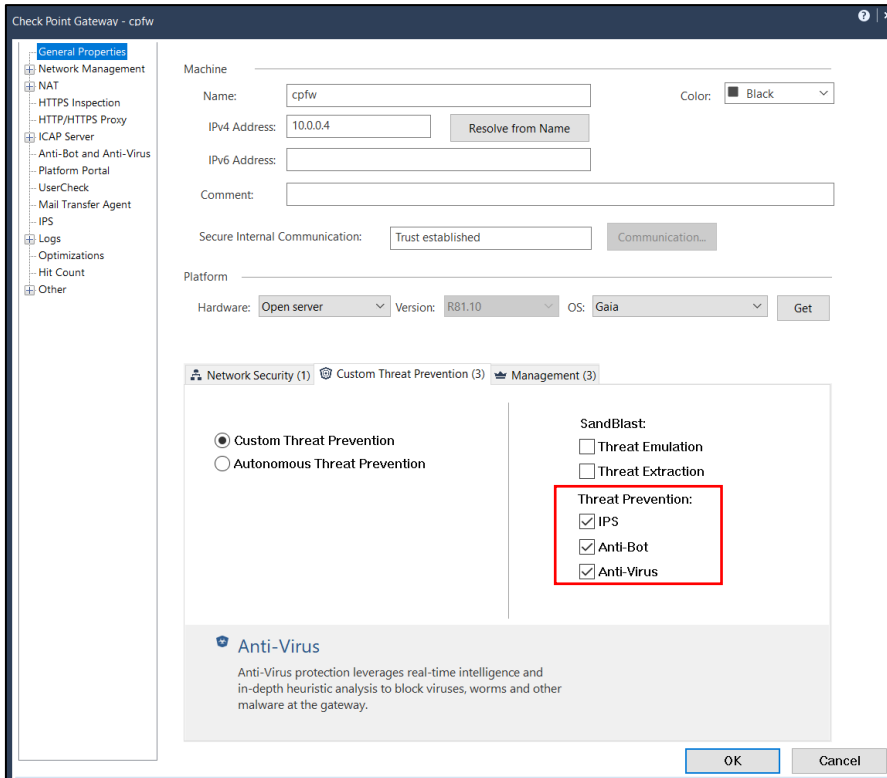 Check Point Gateway - cpfw
General Properties
Network Management
NAT
HTTPS Inspection
HTTP/HTTPS Proxy
ICAP Server
Anti-Bot and Anti-Virus
Platform Portal
UserCheck
Mail Transfer Agent
IPS
Logs
Optimizations
Hit Count
Other
Machine
Name: cpfw Color: Black
IPv4 Address: 10.0.0.4 Resolve from Name
IPv6 Address:
Comment:
Secure Internal Communication: Trust established Communication...
Platform
Hardware: Open server Version: R81.10 OS: Gaia Get
Network Security (1) Custom Threat Prevention (3) Management (3)
Custom Threat Prevention
Autonomous Threat Prevention
SandBlast:
Threat Emulation
Threat Extraction
Threat Prevention:
IPS
Anti-Bot
Anti-Virus
Anti-Virus
Anti-Virus protection leverages real-time intelligence and
in-depth heuristic analysis to block viruses, worms and other
malware at the gateway.
OK Cancel